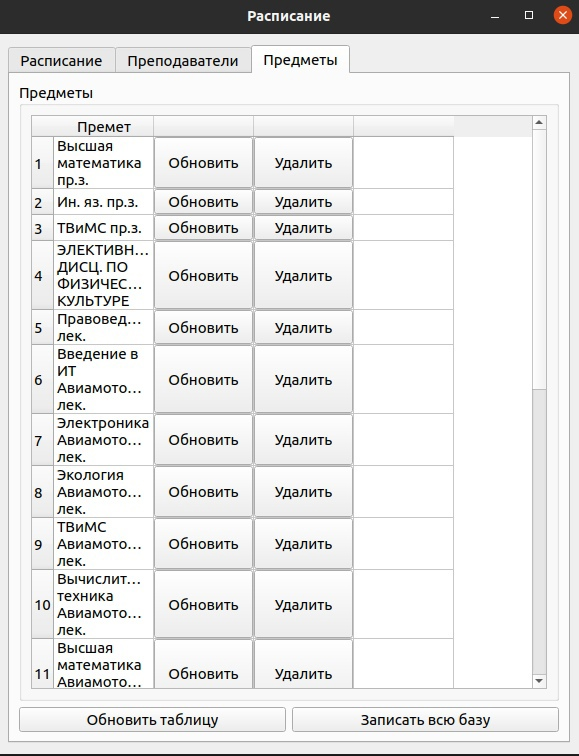 Расписание
Расписание Преподаватели Предметы
Предметы
Премет
1 Высшая математика пр.з. Обновить Удалить
2 Ин. яз. пр.з. Обновить Удалить
3 ТВиМС пр.з. Обновить Удалить
4 ЭЛЕКТИВН... ДИСЦ. ПО ФИЗИЧЕС... КУЛЬТУРЕ Обновить Удалить
5 Правовед... лек. Обновить Удалить
6 Введение в ИТ Авиамото... лек. Обновить Удалить
7 Электроника Авиамото... лек. Обновить Удалить
8 Экология Авиамото... лек. Обновить Удалить
9 ТВиМС Авиамото... лек. Обновить Удалить
10 Вычислит... техника Авиамото... лек. Обновить Удалить
11 Высшая математика Авиамото... Обновить Удалить
Обновить таблицу Записать всю базу